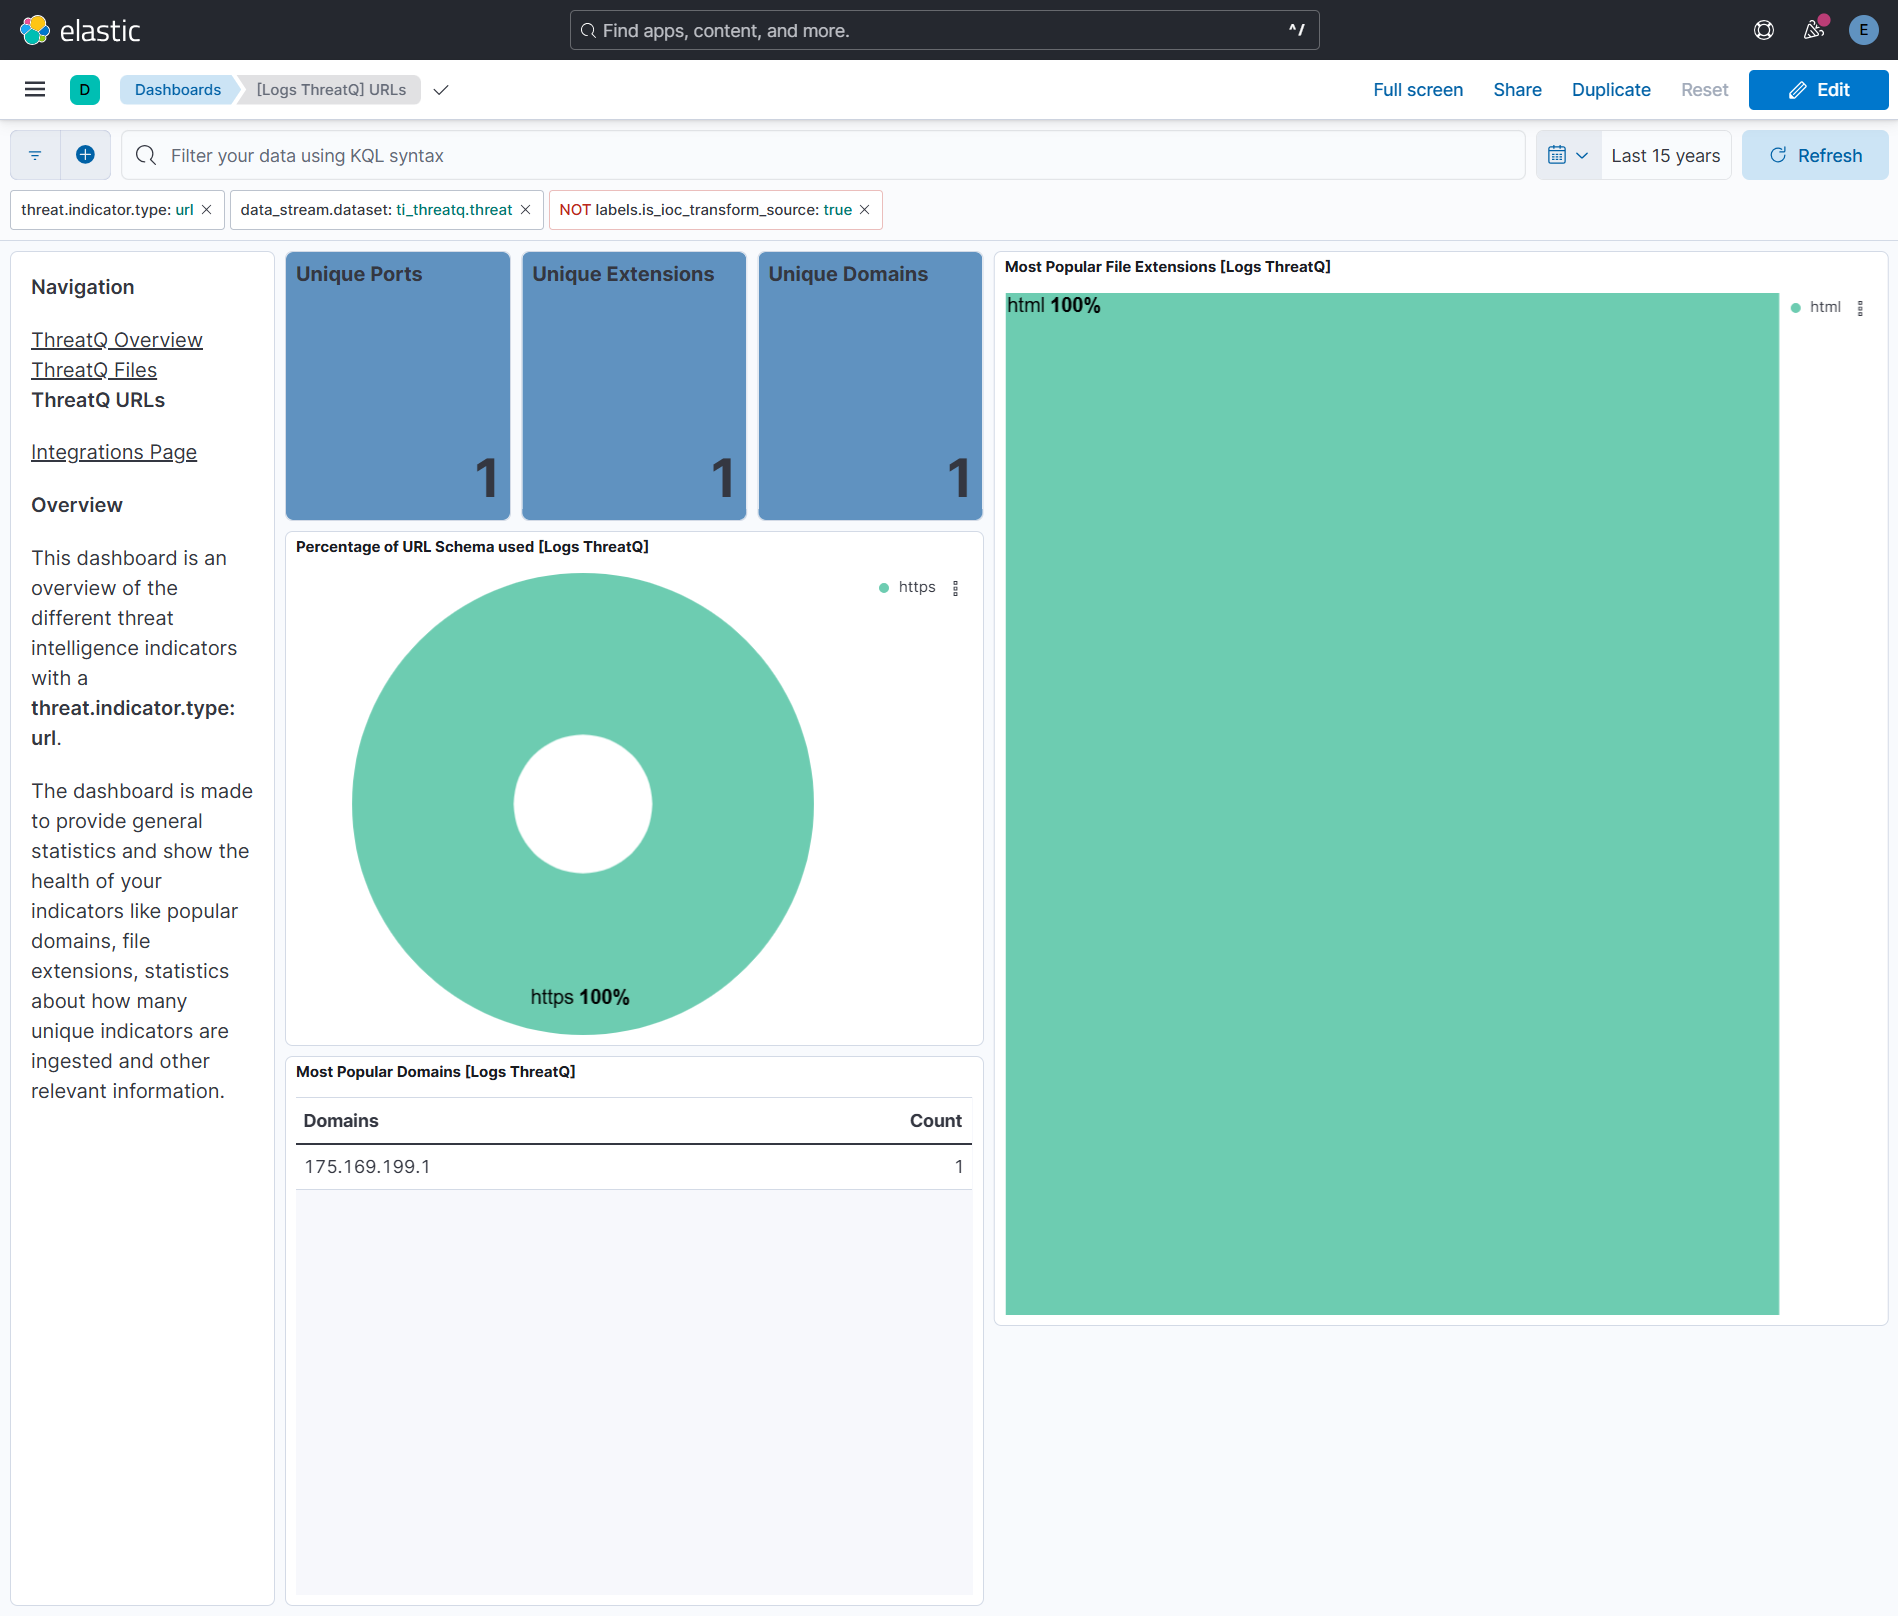 elastic
Find apps, content, and more.
^/
E
D
Dashboards
[Logs ThreatQ] URLs
Full screen
Share
Duplicate
Reset
Edit
Filter your data using KQL syntax
Last 15 years
Refresh
threat.indicator.type: url
data_stream.dataset: ti_threatq.threat
NOT labels.is_ioc_transform_source: true
Navigation
ThreatQ Overview
ThreatQ Files
ThreatQ URLs
Integrations Page
Overview
This dashboard is an
overview of the
different threat
intelligence indicators
with a
threat.indicator.type:
url.
The dashboard is made
to provide general
statistics and show the
health of your
indicators like popular
domains, file
extensions, statistics
about how many
unique indicators are
ingested and other
relevant information.
Unique Ports
1
Unique Extensions
1
Unique Domains
1
Percentage of URL Schema used [Logs ThreatQ]
https
https 100%
Most Popular Domains [Logs ThreatQ]
Domains Count
175.169.199.1 1
Most Popular File Extensions [Logs ThreatQ]
html 100%
html